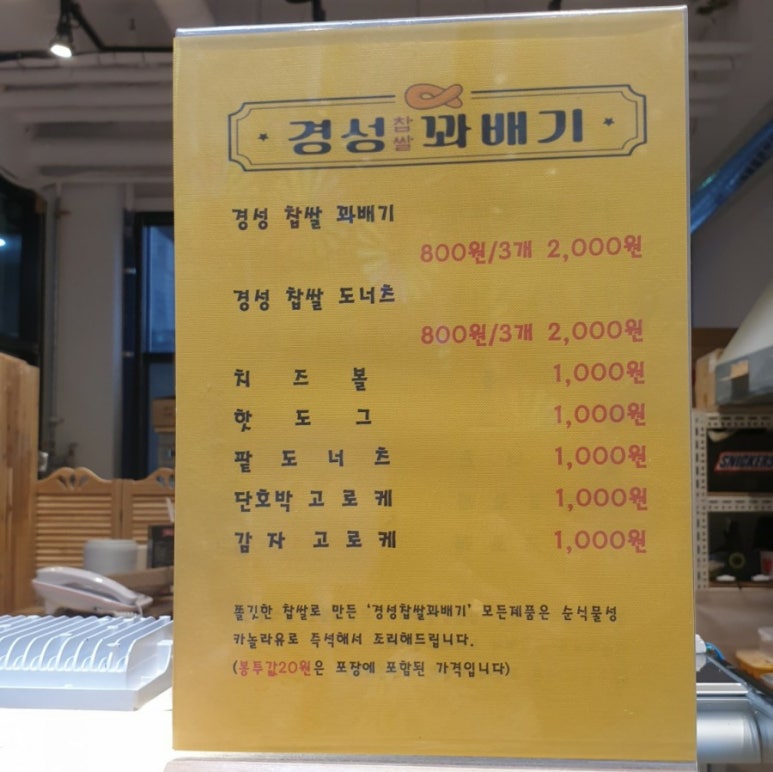 경성 찹쌀 꽈배기
경성 찹쌀 꽈배기
800원/3개 2,000원
경성 찹쌀 도너츠
800원/3개 2,000원
치즈볼 1,000원
핫도그 1,000원
팥도너츠 1,000원
단호박고로케 1,000원
감자고로케 1,000원
쫄깃한 찹쌀로 만든 '경성찹쌀꽈배기' 모든제품은 순식물성
카놀라유로 즉석해서 조리해드립니다.
(봉투값20원은 포장에 포함된 가격입니다)
SNICKERS